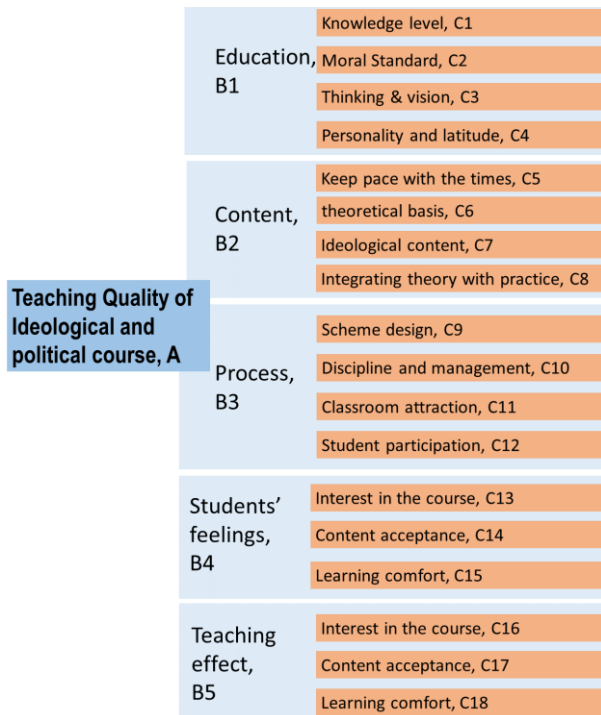 Teaching Quality of
Ideological and
political course, A
Education,
B1
Knowledge level, C1
Moral Standard, C2
Thinking & vision, C3
Personality and latitude, C4
Content,
B2
Keep pace with the times, C5
theoretical basis, C6
Ideological content, C7
Integrating theory with practice, C8
Process,
B3
Scheme design, C9
Discipline and management, C10
Classroom attraction, C11
Student participation, C12
Students'
feelings,
B4
Interest in the course, C13
Content acceptance, C14
Learning comfort, C15
Teaching
effect,
B5
Interest in the course, C16
Content acceptance, C17
Learning comfort, C18